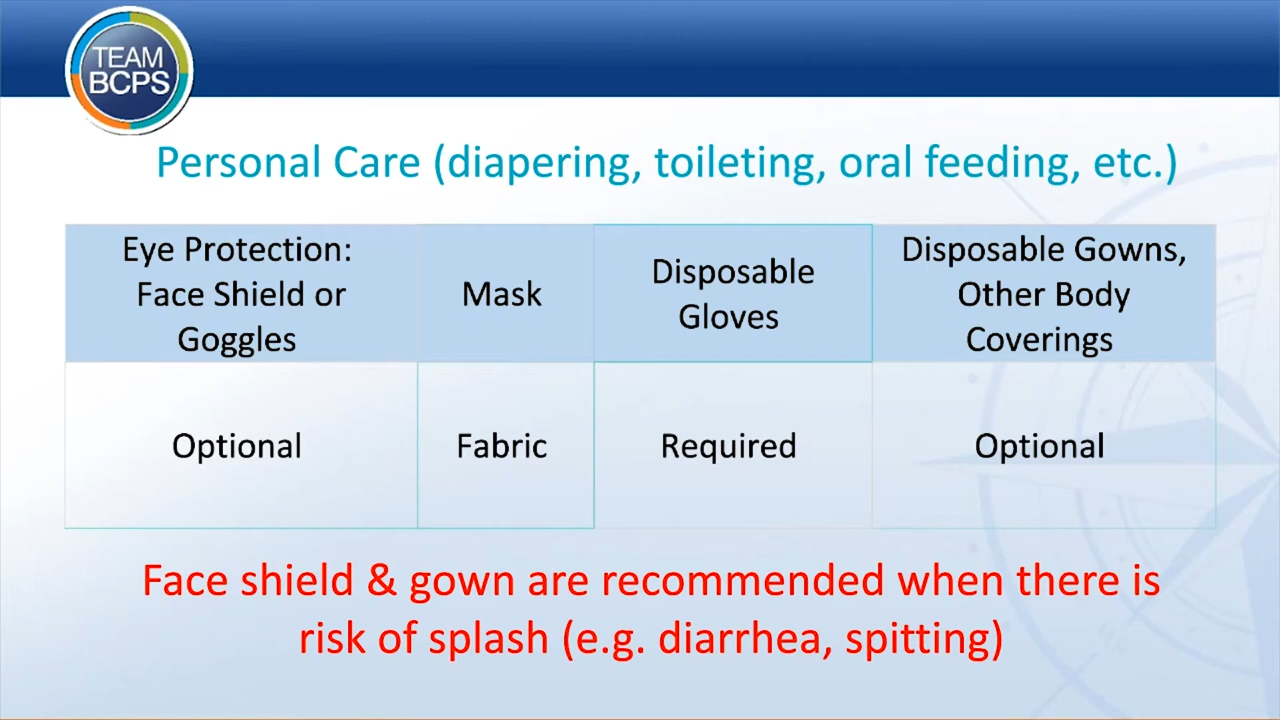 TEAM
BCPS
Personal Care (diapering, toileting, oral feeding, etc.)
Eye Protection:
Face Shield or
Goggles
Mask
Disposable
Gloves
Disposable Gowns,
Other Body
Coverings
Optional
Fabric
Required
Optional
Face shield & gown are recommended when there is
risk of splash (e.g. diarrhea, spitting)